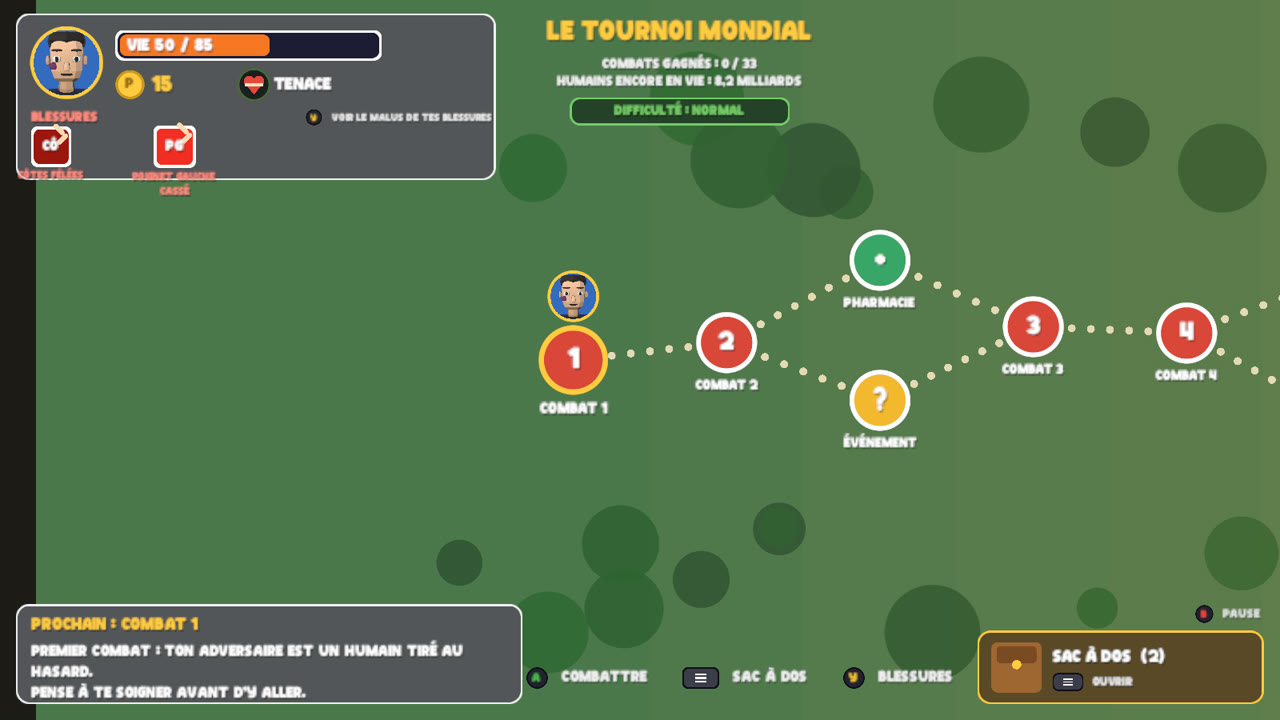 VIE 50 / 85
P 15
TENACE
BLESSURES
Y VOIR LE MALUS DE TES BLESSURES
CÔ
PG
CÔTES FÊLÉES
POIGNET GAUCHE
CASSÉ
LE TOURNOI MONDIAL
COMBATS GAGNÉS : 0 / 33
HUMAINS ENCORE EN VIE : 8,2 MILLIARDS
DIFFICULTÉ : NORMAL
PHARMACIE
1
COMBAT 1
2
COMBAT 2
3
COMBAT 3
4
COMBAT 4
?
ÉVÉNEMENT
PROCHAIN : COMBAT 1
PREMIER COMBAT : TON ADVERSAIRE EST UN HUMAIN TIRÉ AU
HASARD.
PENSE À TE SOIGNER AVANT D'Y ALLER.
A COMBATTRE
SAC À DOS
Y BLESSURES
B PAUSE
SAC À DOS (2)
OUVRIR